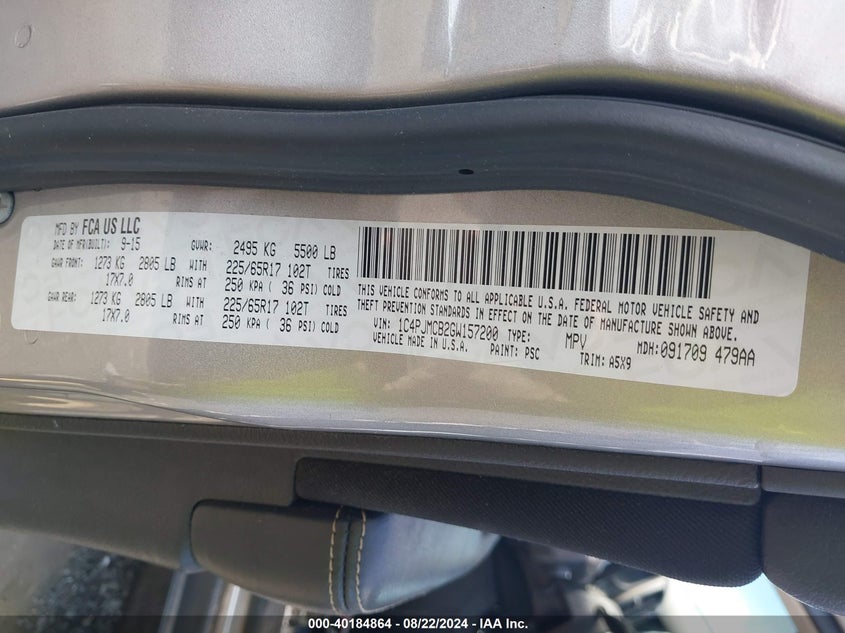 MFD BY FCA US LLC
DATE OF MFR(BUILT): 9-15 GVWR: 2495 KG 5500 LB
GAWR FRONT: 1273 KG 2805 LB WITH 225/65R17 102T TIRES
17X7.0 RIMS AT 250 KPA ( 36 PSI) COLD
GAWR REAR: 1273 KG 2805 LB WITH 225/65R17 102T TIRES
17X7.0 RIMS AT 250 KPA ( 36 PSI) COLD
THIS VEHICLE CONFORMS TO ALL APPLICABLE U.S.A. FEDERAL MOTOR VEHICLE SAFETY AND
THEFT PREVENTION STANDARDS IN EFFECT ON THE DATE OF MANUFACTURE SHOWN ABOVE.
VIN: 1C4PJMCB2GW157200 TYPE: MPV MDH: 091709 479AA
VEHICLE MADE IN U.S.A. PAINT: PSC TRIM: A5X9
000-40184864 - 08/22/2024 - IAA Inc.